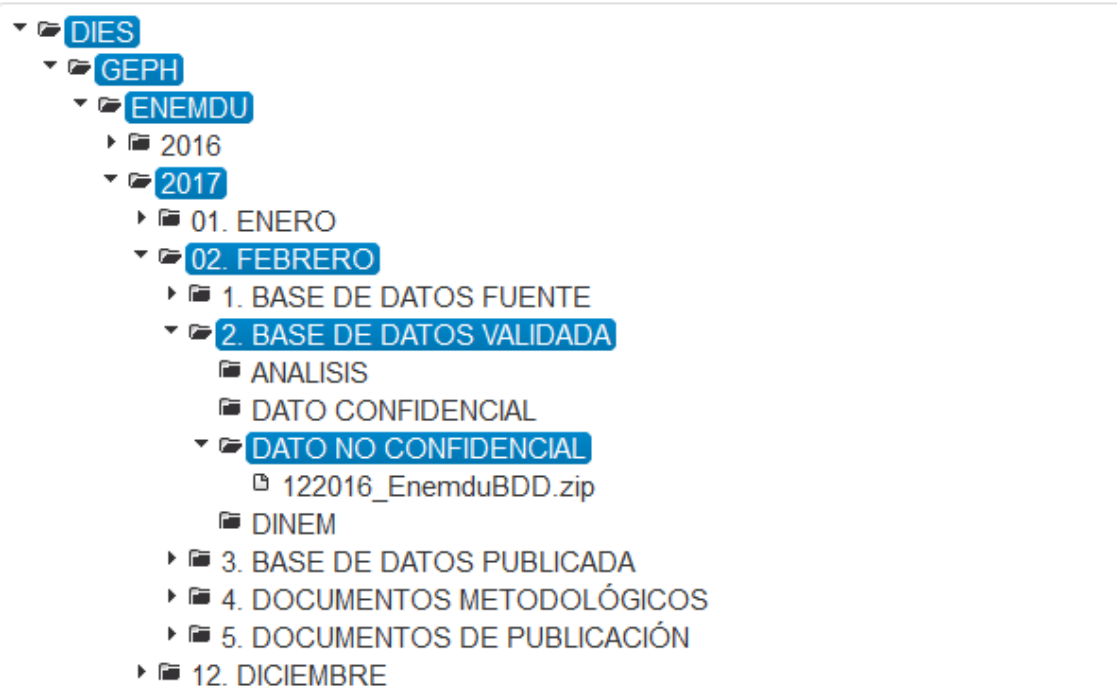 DIES
GEPH
ENEMDU
2016
2017
01. ENERO
02. FEBRERO
1. BASE DE DATOS FUENTE
2. BASE DE DATOS VALIDADA
ANALISIS
DATO CONFIDENCIAL
DATO NO CONFIDENCIAL
122016_EnemduBDD.zip
DINEM
3. BASE DE DATOS PUBLICADA
4. DOCUMENTOS METODOLÓGICOS
5. DOCUMENTOS DE PUBLICACIÓN
12. DICIEMBRE